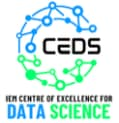 CEDS
IEM CENTRE OF EXCELLENCE FOR
DATA SCIENCE